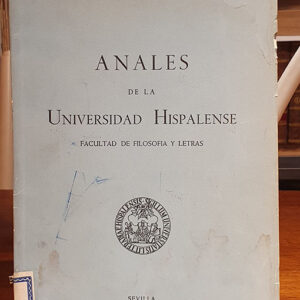 ANALES
DE LA
UNIVERSIDAD HISPALENSE
FACULTAD DE FILOSOFIA Y LETRAS
SEVILLA